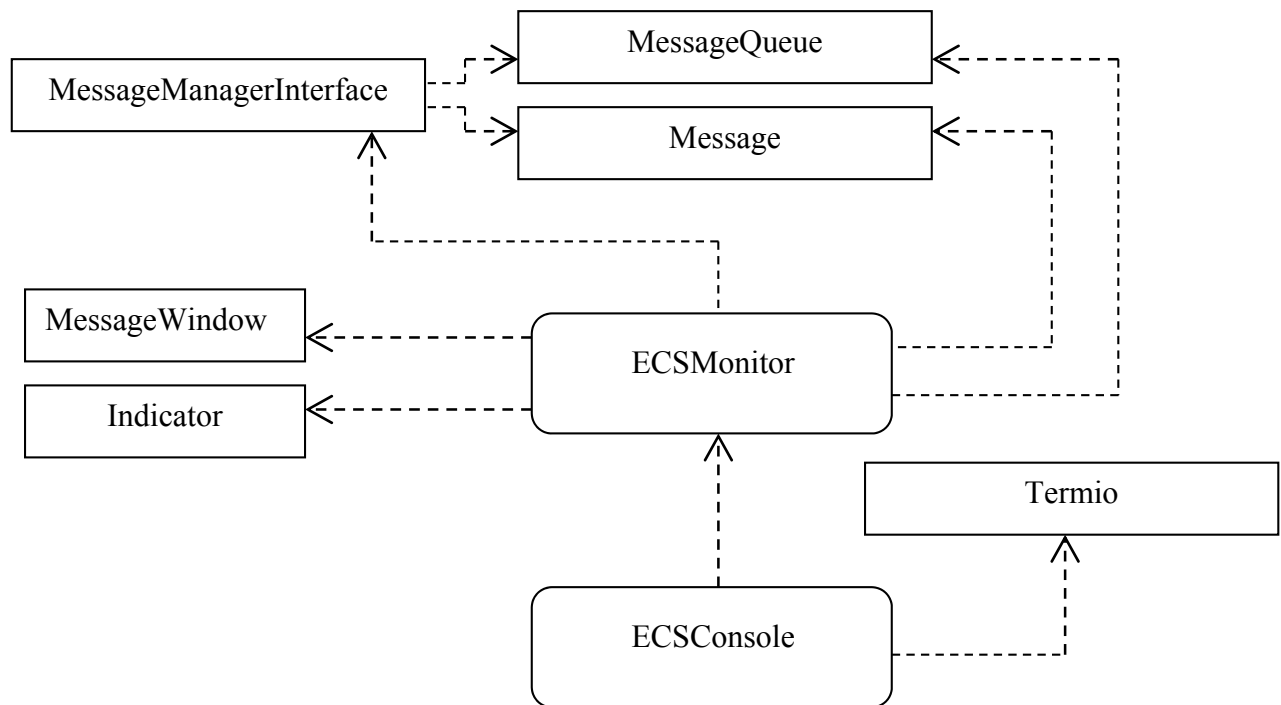 MessageQueue
MessageManagerInterface
Message
MessageWindow
ECSMonitor
Indicator
Termio
ECSConsole